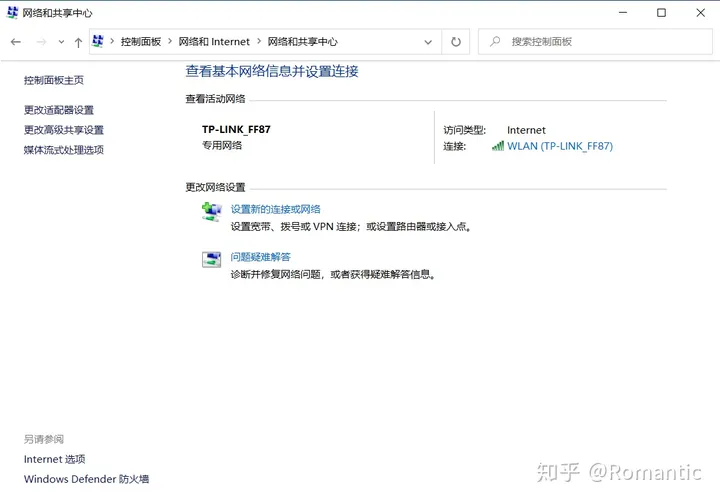 网络和共享中心
控制面板 > 网络和 Internet > 网络和共享中心
搜索控制面板
控制面板主页
更改适配器设置
更改高级共享设置
媒体流式处理选项
查看基本网络信息并设置连接
查看活动网络
TP-LINK_FF87
专用网络
访问类型: Internet
连接: WLAN (TP-LINK_FF87)
更改网络设置
设置新的连接或网络
设置宽带、拨号或 VPN 连接；或设置路由器或接入点。
问题疑难解答
诊断并修复网络问题，或者获得疑难解答信息。
另请参阅
Internet 选项
Windows Defender 防火墙
知乎 @Romantic